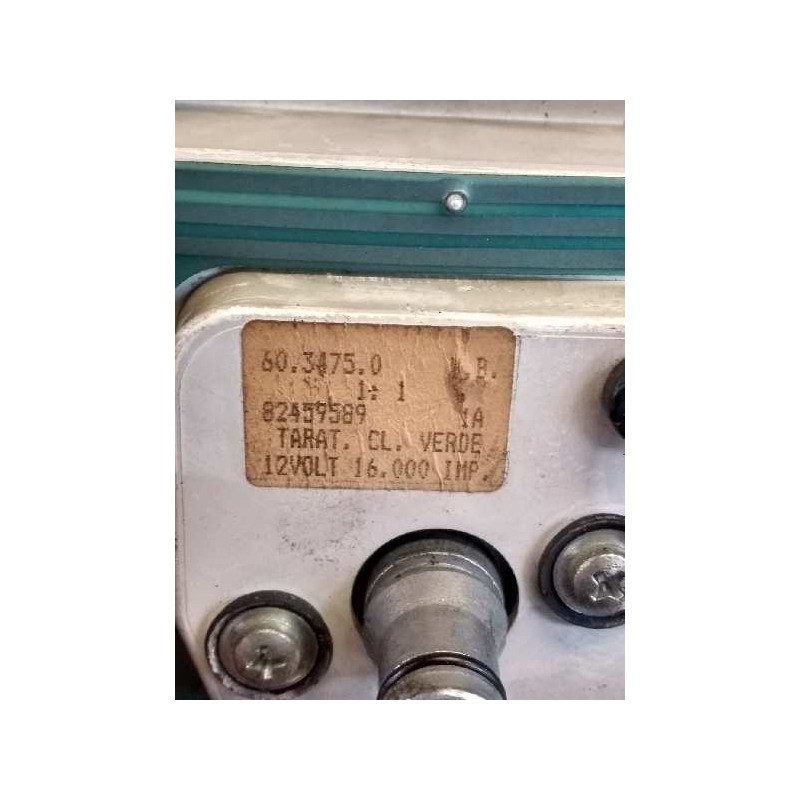 60.3475.0
1: 1
82459589 1A
TARAT. CL. VERDE
12VOLT 16.000 IMP.